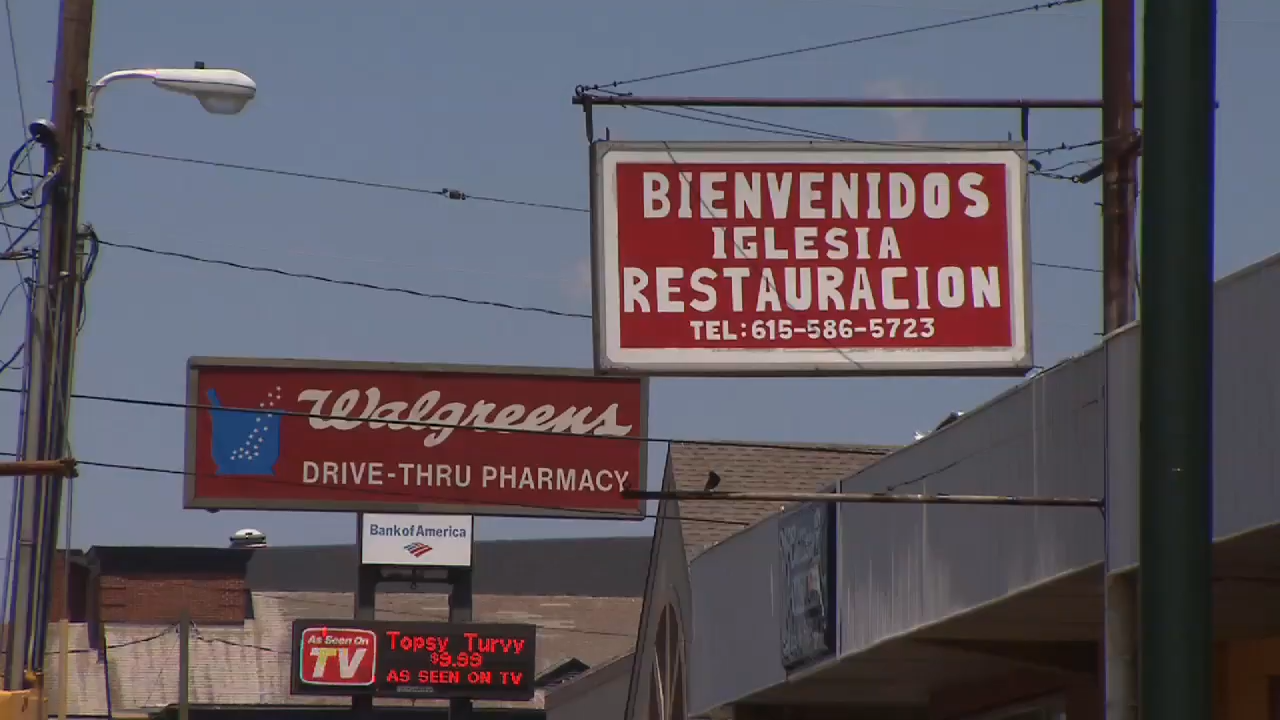 BIENVENIDOS
IGLESIA
RESTAURACION
TEL:615-586-5723
Walgreens
DRIVE-THRU PHARMACY
Bank of America
As Seen On
TV
Topsy Turvy
$9.99
AS SEEN ON TV